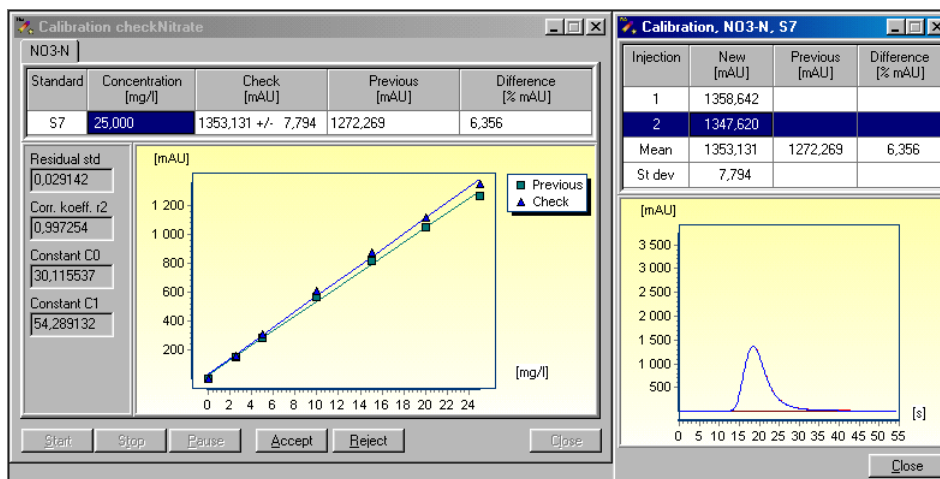 Calibration checkNitrate
NO3-N
Standard Concentration [mg/l] Check [mAU] Previous [mAU] Difference [% mAU]
S7 25,000 1353,131 +/- 7,794 1272,269 6,356
Residual std
0,029142
Corr. koeff. r2
0,997254
Constant C0
30,115537
Constant C1
54,289132
[mAU]
1 200
1 000
800
600
400
200
0 2 4 6 8 10 12 14 16 18 20 22 24
[mg/l]
Previous
Check
Start Stop Pause Accept Reject Close
Calibration, NO3-N, S7
Injection New [mAU] Previous [mAU] Difference [% mAU]
1 1358,642
2 1347,620
Mean 1353,131 1272,269 6,356
St dev 7,794
[mAU]
3 500
3 000
2 500
2 000
1 500
1 000
500
0 5 10 15 20 25 30 35 40 45 50 55
[s]
Close